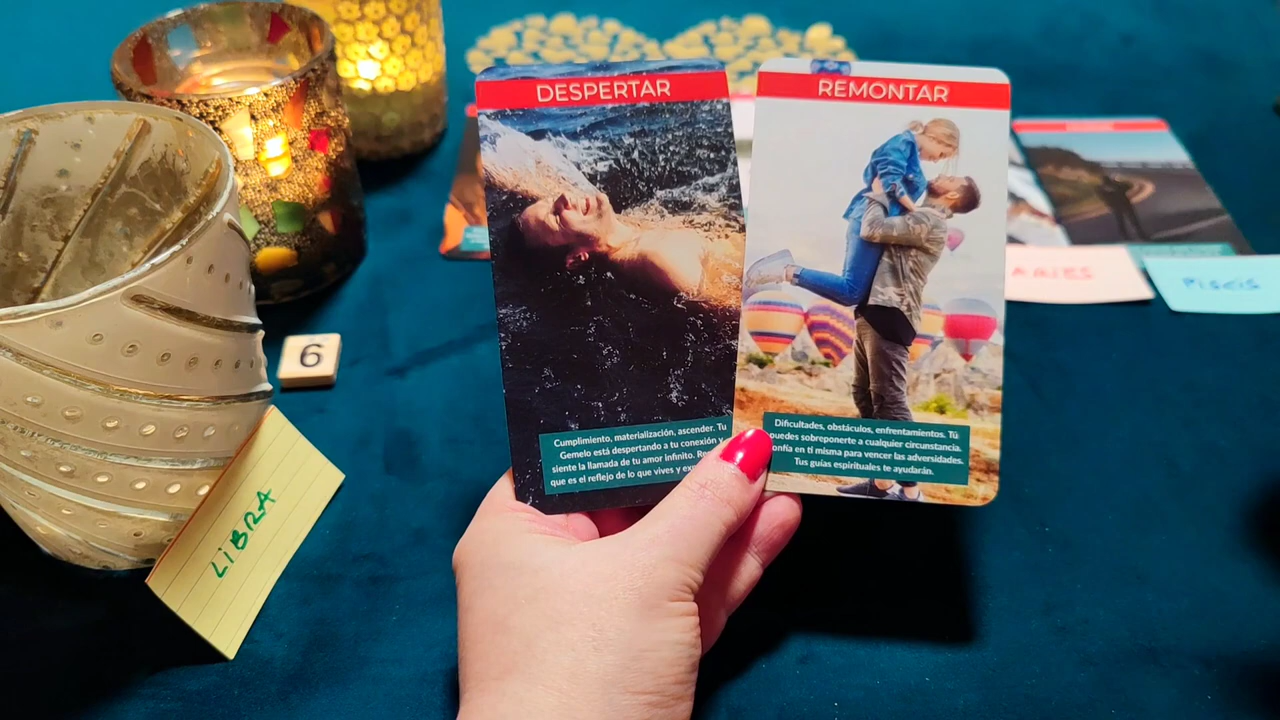 DESPERTAR
Cumplimiento, materialización, ascender. Tu
Gemelo está despertando a tu conexión y
siente la llamada de tu amor infinito.
que es el reflejo de lo que vives y
REMONTAR
Dificultades, obstáculos, enfrentamientos. Tú
puedes sobreponerte a cualquier circunstancia.
onfía en ti misma para vencer las adversidades.
Tus guías espirituales te ayudarán.
ARIES
PISCIS
6
LIBRA